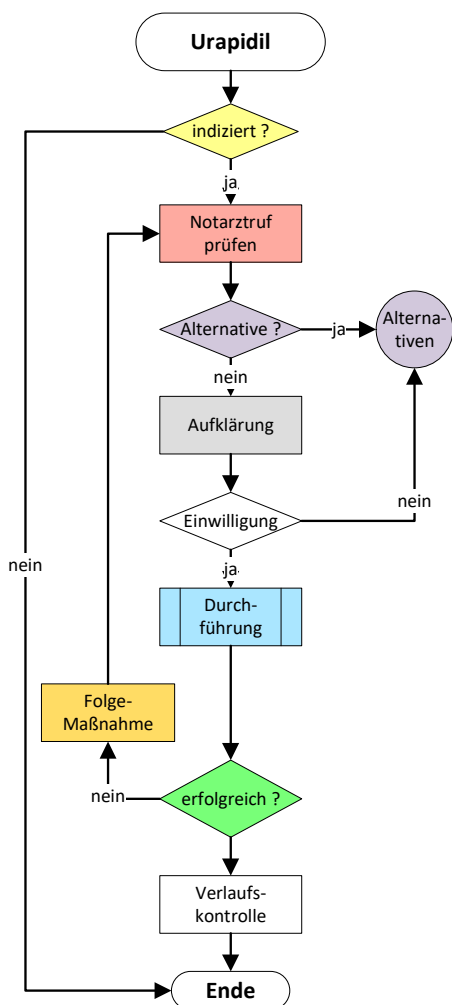 Urapidil
indiziert ?
ja
Notarztruf
prüfen
Alternative ?
ja
Alterna-
tiven
nein
Aufklärung
nein
Einwilligung
nein
ja
Durch-
führung
Folge-
Maßnahme
nein
erfolgreich ?
Verlaufs-
kontrolle
Ende